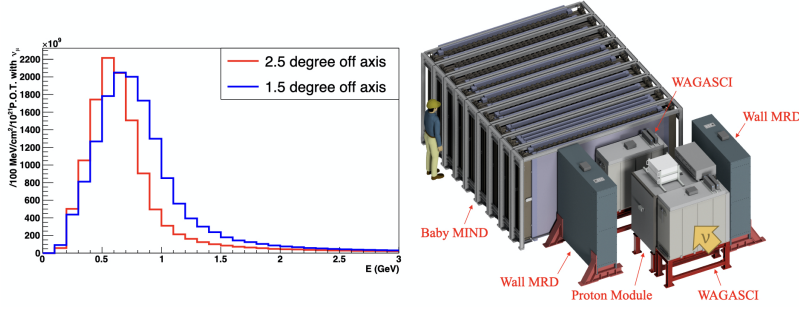 ×10⁹
/100 MeV/cm²/10²¹P.O.T. with νμ
2200
2000
1800
1600
1400
1200
1000
800
600
400
200
0
0 0.5 1 1.5 2 2.5 3
E (GeV)
2.5 degree off axis
1.5 degree off axis
WAGASCI
Wall MRD
Baby MIND
ν
Wall MRD
Proton Module
WAGASCI